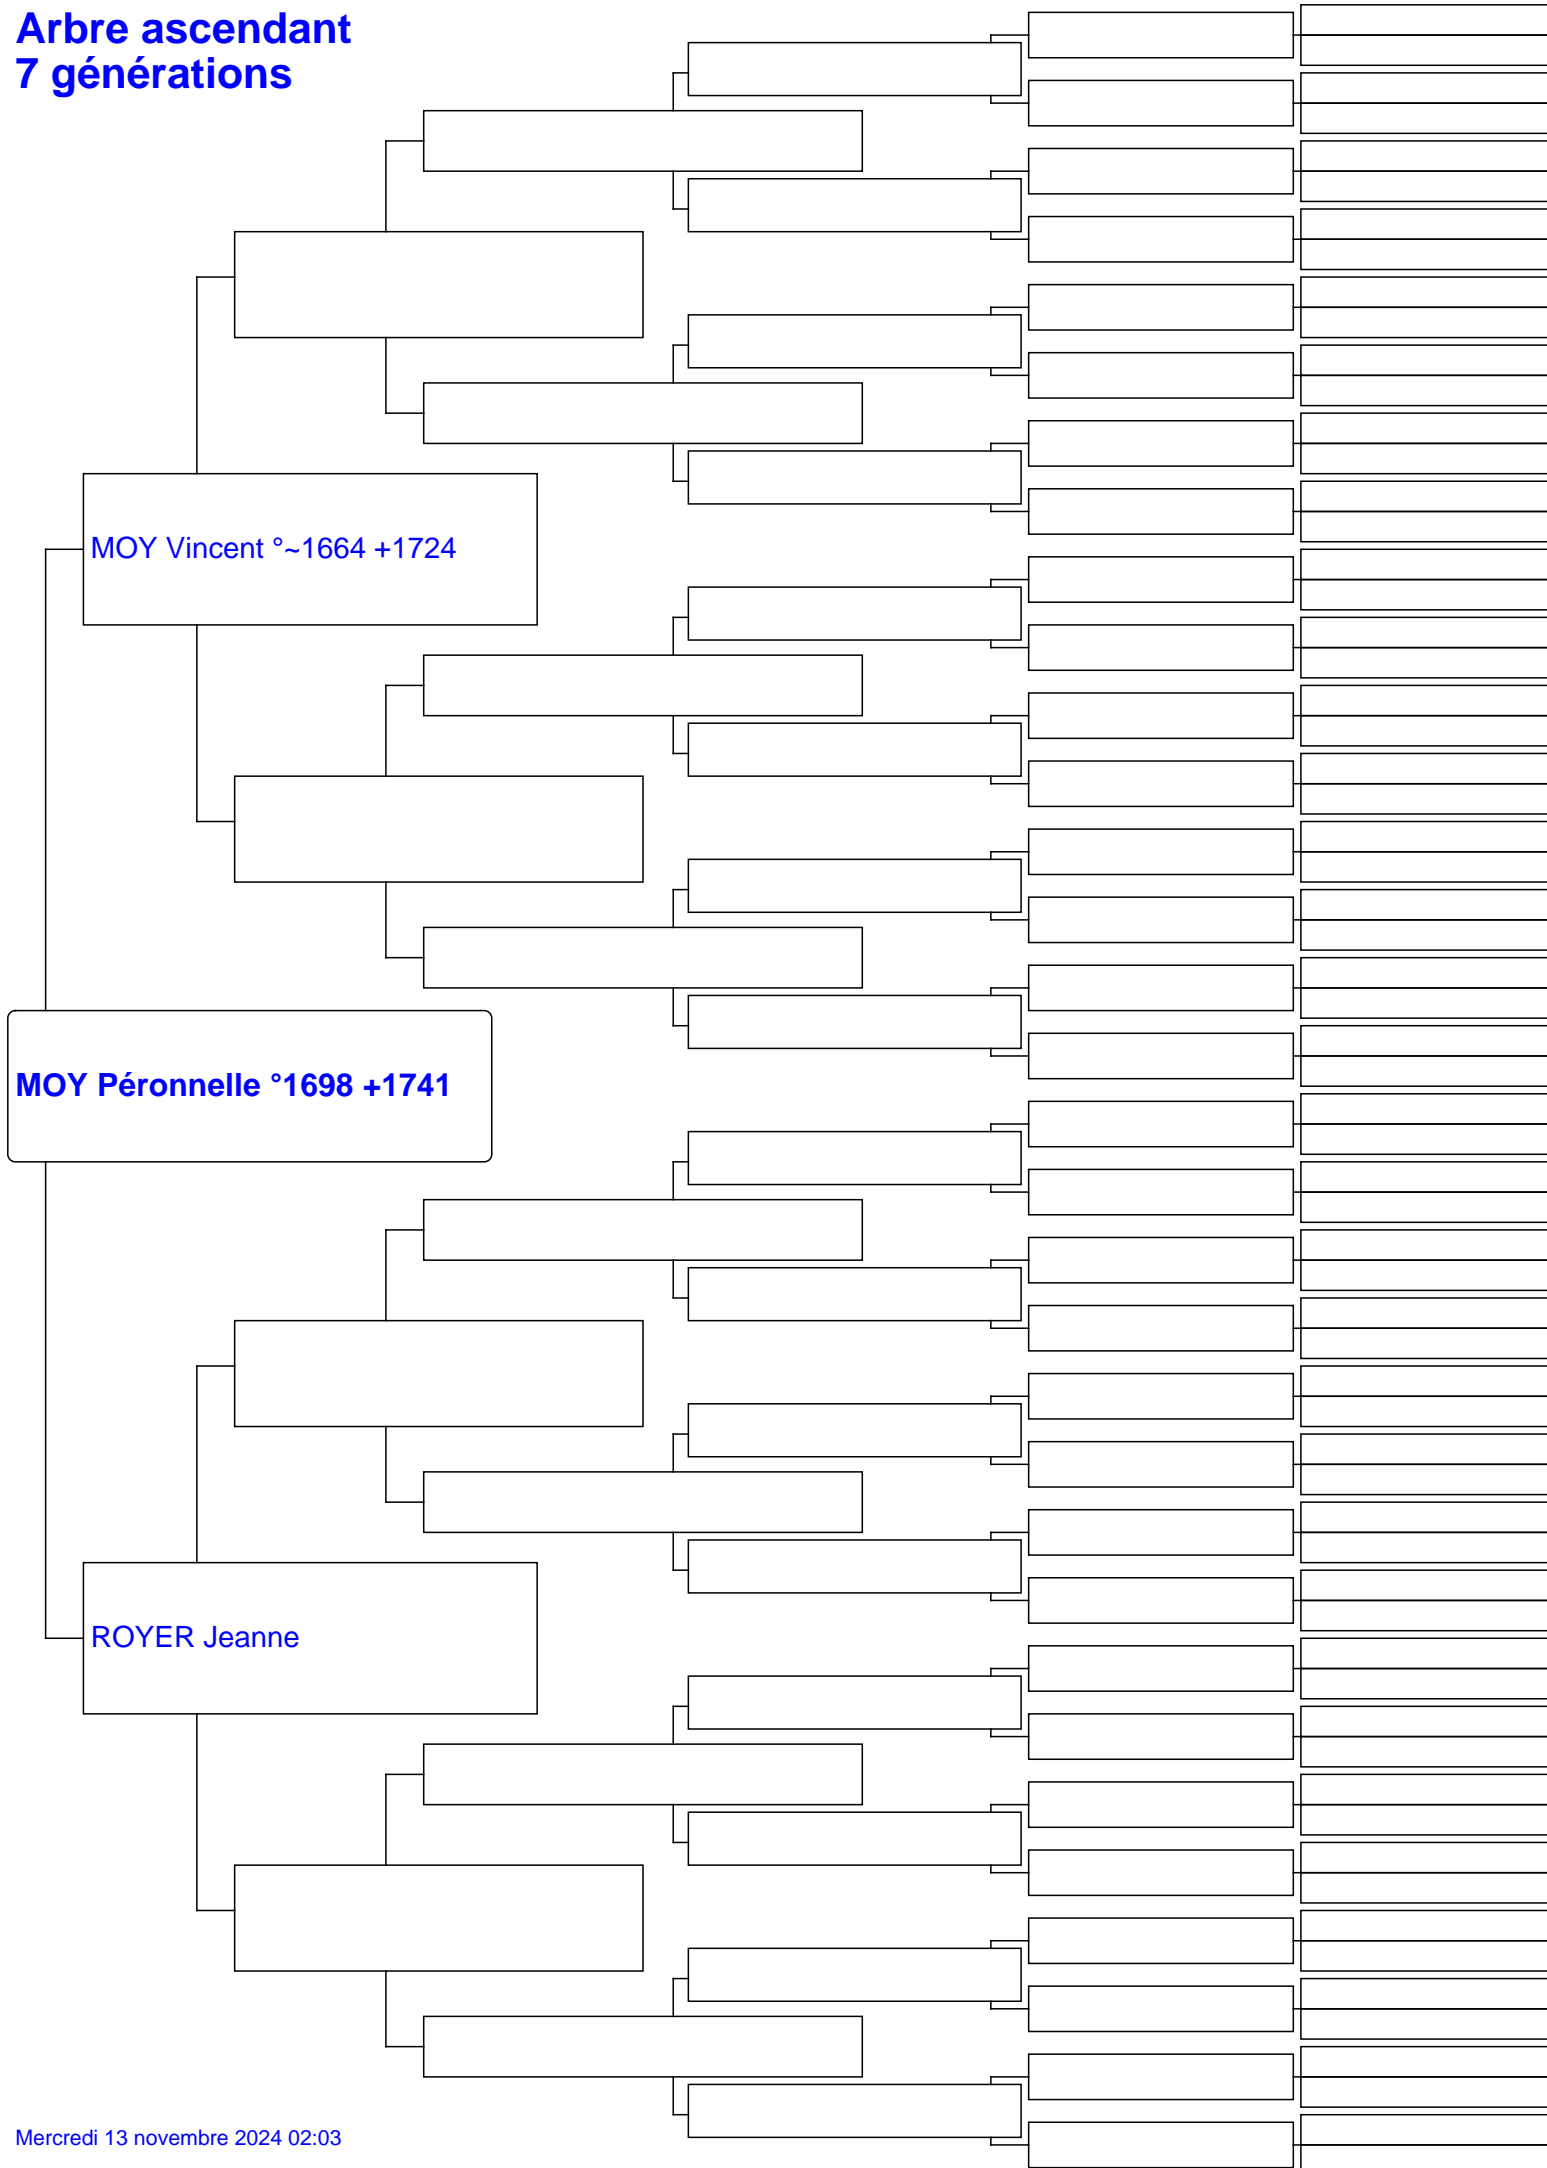 Arbre ascendant
7 générations
MOY Vincent °~1664 +1724
MOY Péronnelle °1698 +1741
ROYER Jeanne
Mercredi 13 novembre 2024 02:03